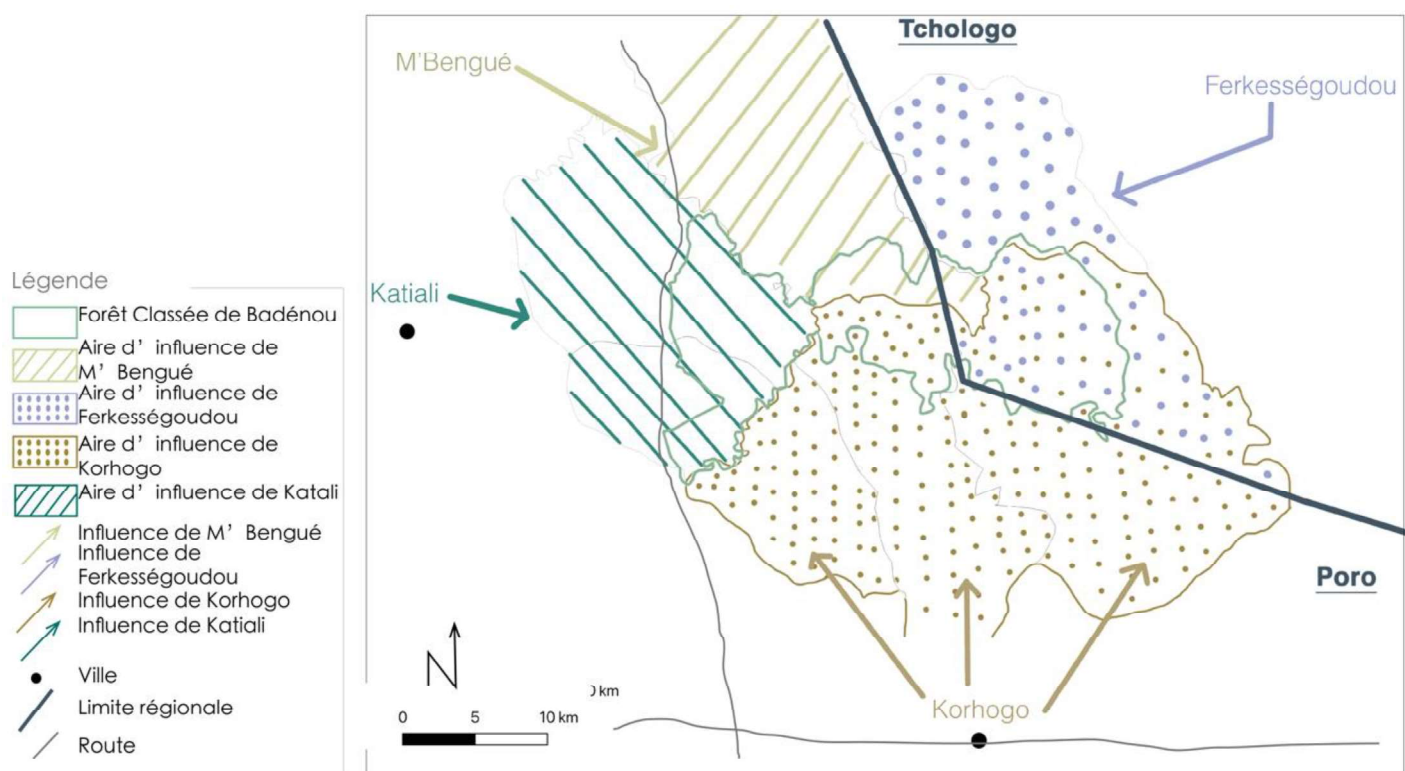 Tchologo
M'Bengué
Ferkességoudou
Katiali
Poro
Korhogo
N
0 5 10 km
km
Légende
Forêt Classée de Badénou
Aire d' influence de
M' Bengué
Aire d' influence de
Ferkességoudou
Aire d' influence de
Korhogo
Aire d' influence de Katali
Influence de M' Bengué
Influence de
Ferkességoudou
Influence de Korhogo
Influence de Katiali
Ville
Limite régionale
Route